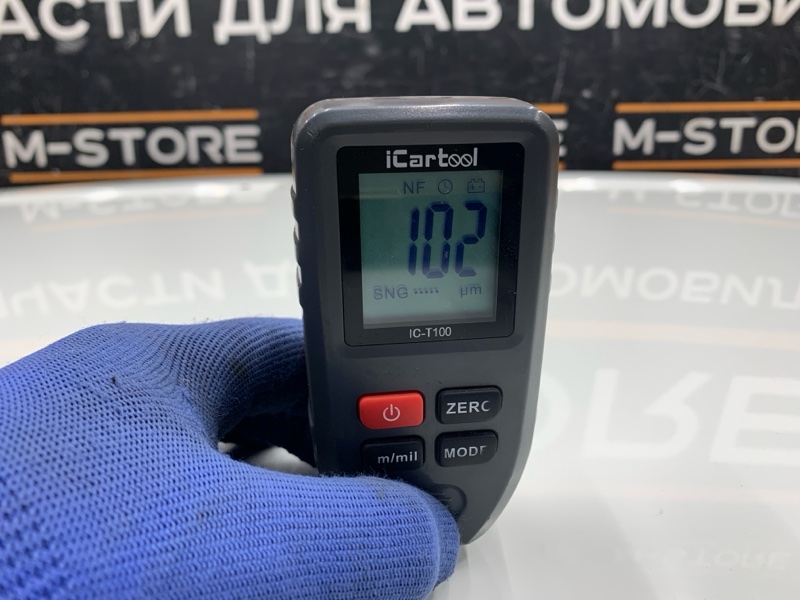 АСТИ ДЛЯ АВТОМОБИ
M-STORE
M-STORE
iCartool
NF
102
SNG µm
IC-T100
ZERO
m/mil
MODE